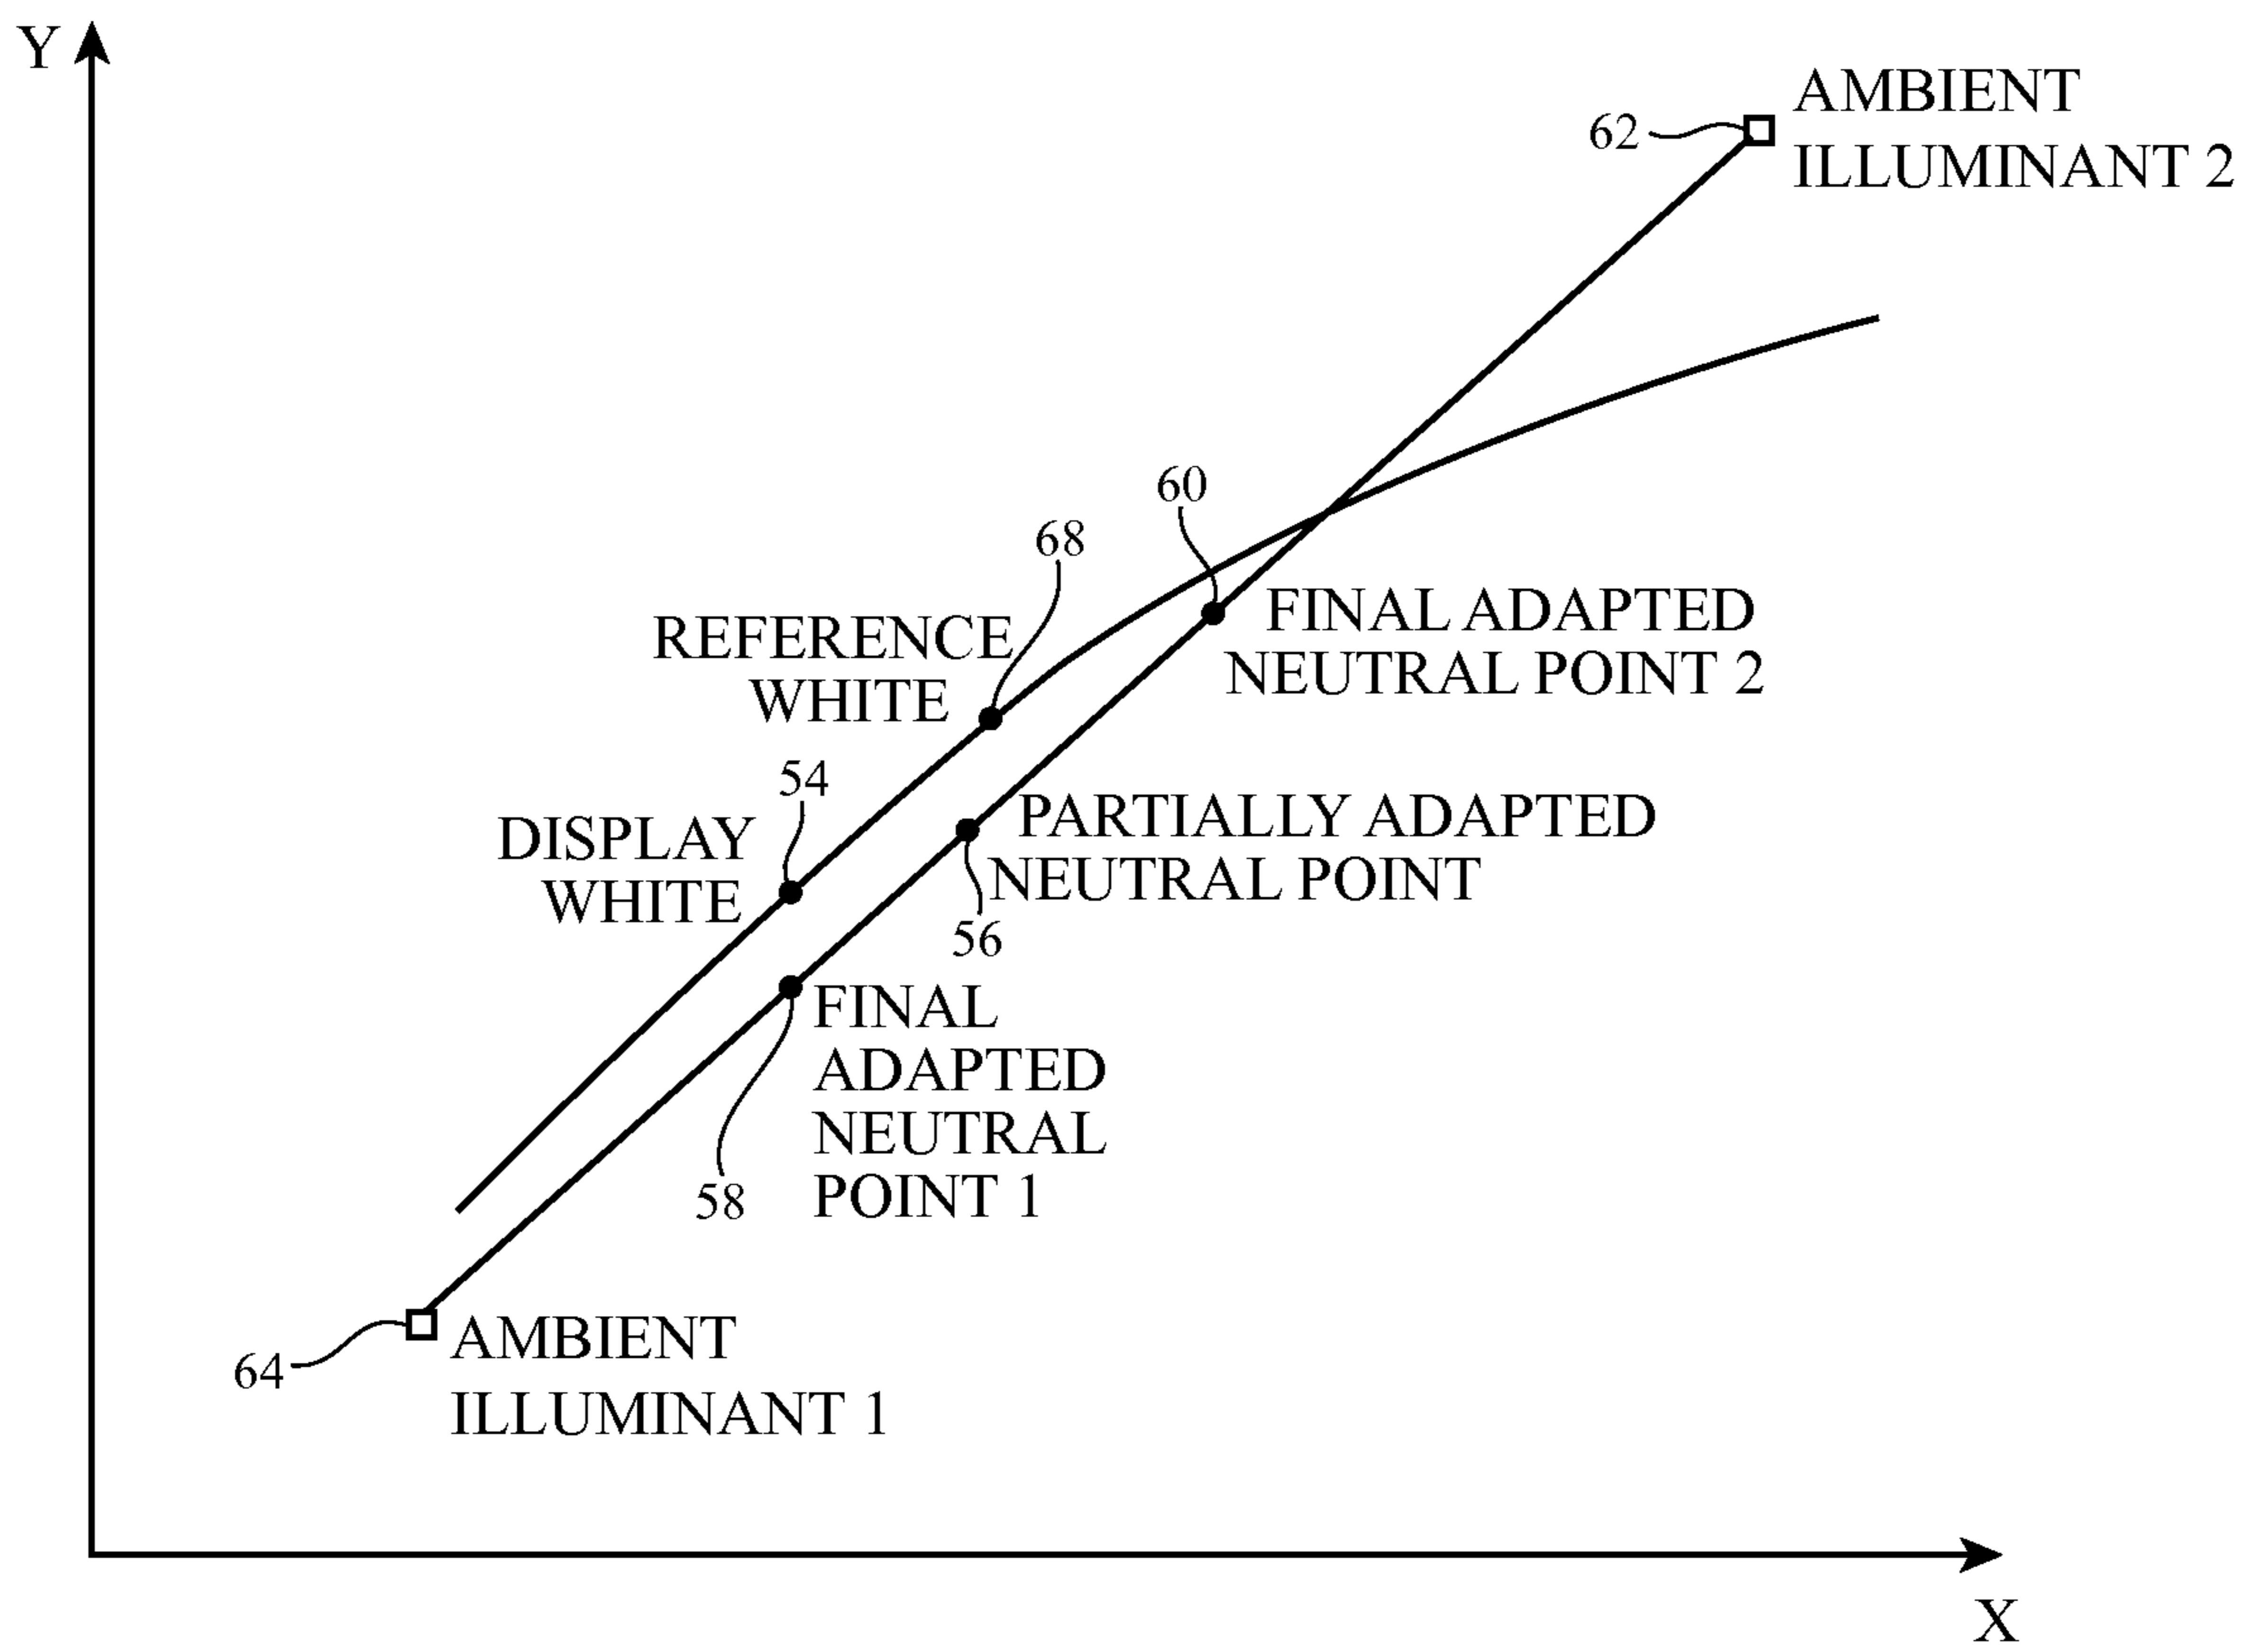 Y
AMBIENT
62
ILLUMINANT 2
60
68
REFERENCE
WHITE
FINAL ADAPTED
NEUTRAL POINT 2
54
DISPLAY
WHITE
PARTIALLY ADAPTED
NEUTRAL POINT
56
FINAL
ADAPTED
NEUTRAL
POINT 1
58
AMBIENT
ILLUMINANT 1
64
X